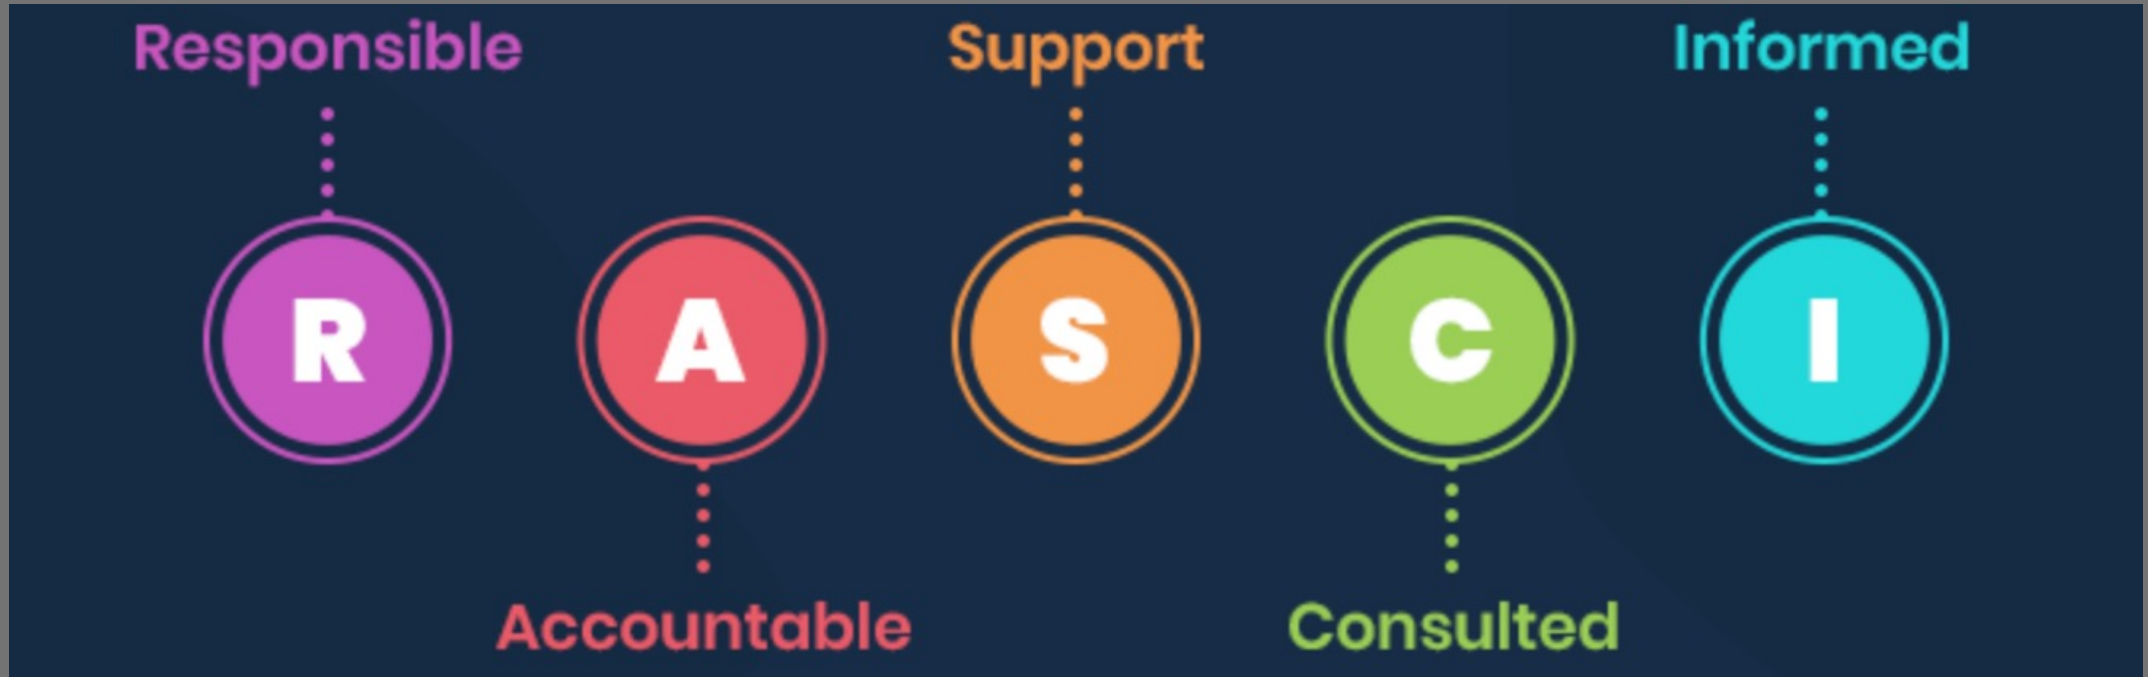 Responsible
Support
Informed
R
A
S
C
I
Accountable
Consulted